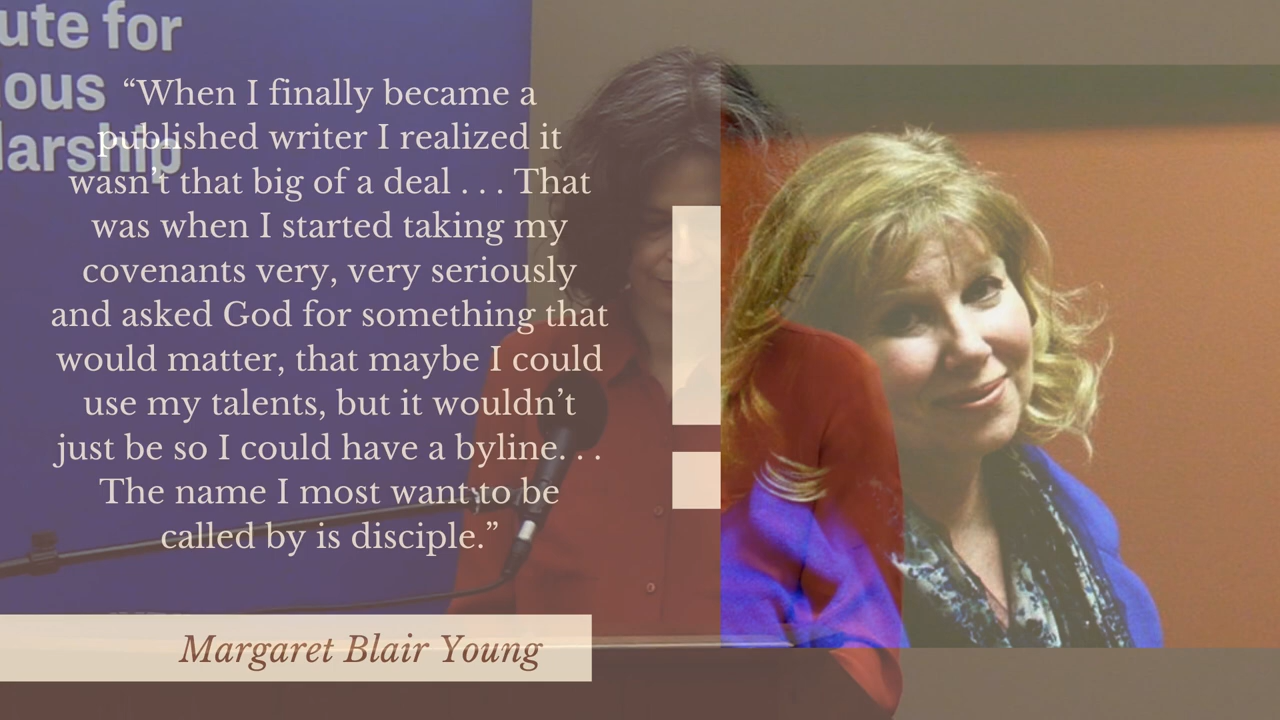 ute for
ious
larship
“When I finally became a
published writer I realized it
wasn’t that big of a deal . . . That
was when I started taking my
covenants very, very seriously
and asked God for something that
would matter, that maybe I could
use my talents, but it wouldn’t
just be so I could have a byline. . .
The name I most want to be
called by is disciple.”
Margaret Blair Young